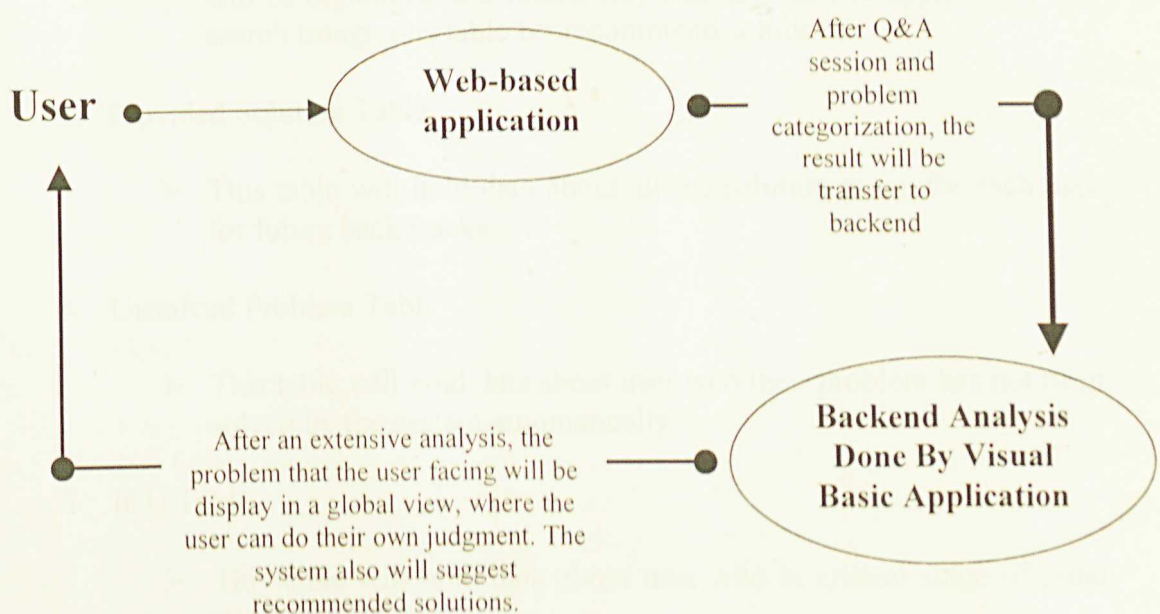 User
Web-based
application
After Q&A
session and
problem
categorization, the
result will be
transfer to
backend
Backend Analysis
Done By Visual
Basic Application
After an extensive analysis, the
problem that the user facing will be
display in a global view, where the
user can do their own judgment. The
system also will suggest
recommended solutions.